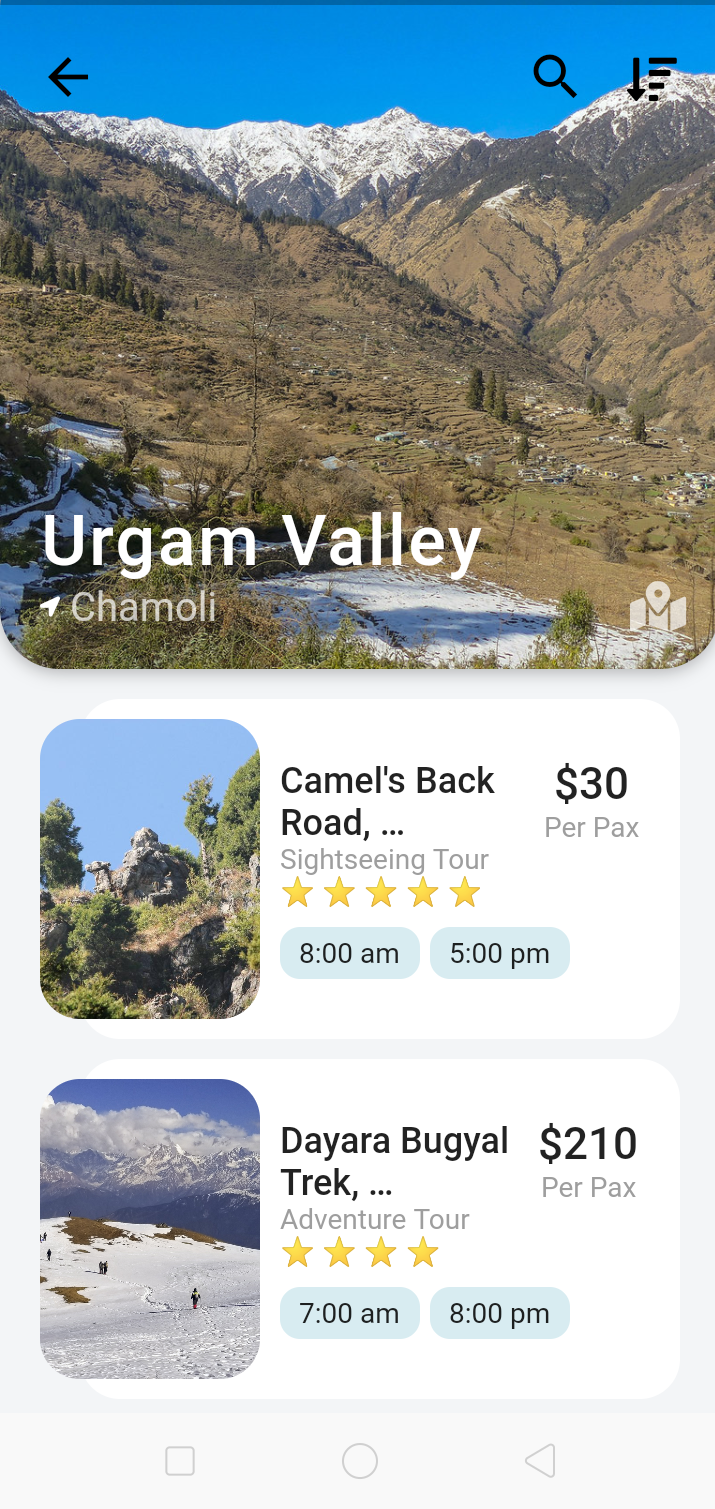 Urgam Valley
Chamoli
Camel's Back
Road, ...
$30
Per Pax
Sightseeing Tour
8:00 am
5:00 pm
Dayara Bugyal
Trek, ...
$210
Per Pax
Adventure Tour
7:00 am
8:00 pm